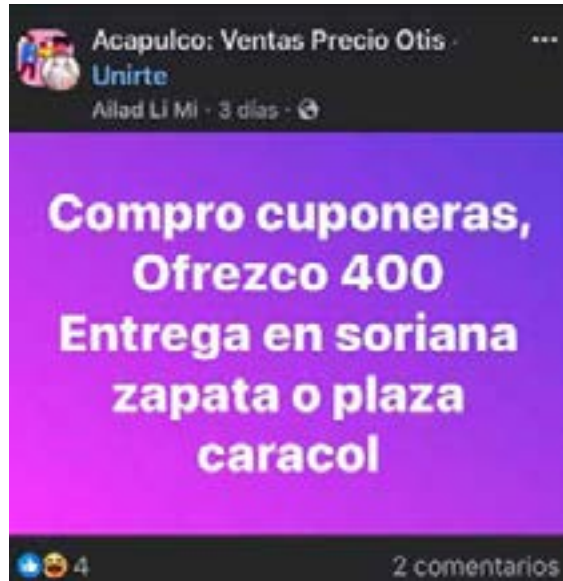 Acapulco: Ventas Precio Otis ·
Unirte
Ailad Li Mi · 3 días ·
Compro cuponeras,
Ofrezco 400
Entrega en soriana
zapata o plaza
caracol
4 2 comentarios